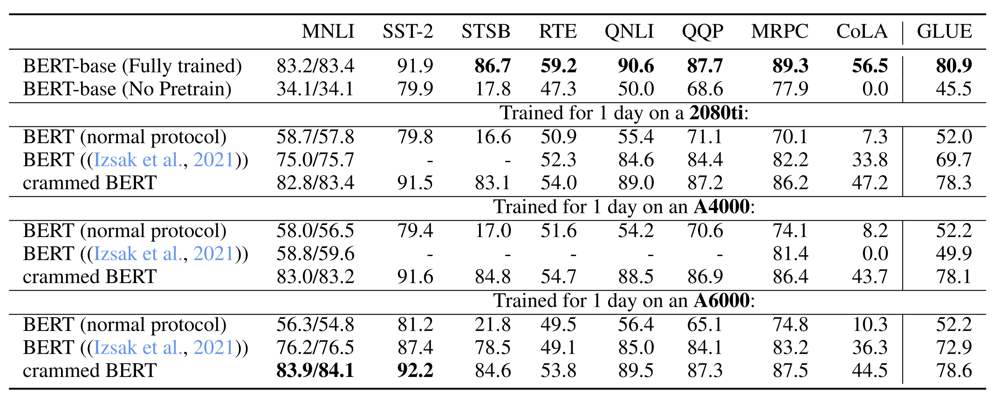 MNLI SST-2 STSB RTE QNLI QQP MRPC CoLA GLUE
BERT-base (Fully trained) 83.2/83.4 91.9 86.7 59.2 90.6 87.7 89.3 56.5 80.9
BERT-base (No Pretrain) 34.1/34.1 79.9 17.8 47.3 50.0 68.6 77.9 0.0 45.5
Trained for 1 day on a 2080ti:
BERT (normal protocol) 58.7/57.8 79.8 16.6 50.9 55.4 71.1 70.1 7.3 52.0
BERT ((Izsak et al., 2021)) 75.0/75.7 - - 52.3 84.6 84.4 82.2 33.8 69.7
crammed BERT 82.8/83.4 91.5 83.1 54.0 89.0 87.2 86.2 47.2 78.3
Trained for 1 day on an A4000:
BERT (normal protocol) 58.0/56.5 79.4 17.0 51.6 54.2 70.6 74.1 8.2 52.2
BERT ((Izsak et al., 2021)) 58.8/59.6 - - - - - 81.4 0.0 49.9
crammed BERT 83.0/83.2 91.6 84.8 54.7 88.5 86.9 86.4 43.7 78.1
Trained for 1 day on an A6000:
BERT (normal protocol) 56.3/54.8 81.2 21.8 49.5 56.4 65.1 74.8 10.3 52.2
BERT ((Izsak et al., 2021)) 76.2/76.5 87.4 78.5 49.1 85.0 84.1 83.2 36.3 72.9
crammed BERT 83.9/84.1 92.2 84.6 53.8 89.5 87.3 87.5 44.5 78.6